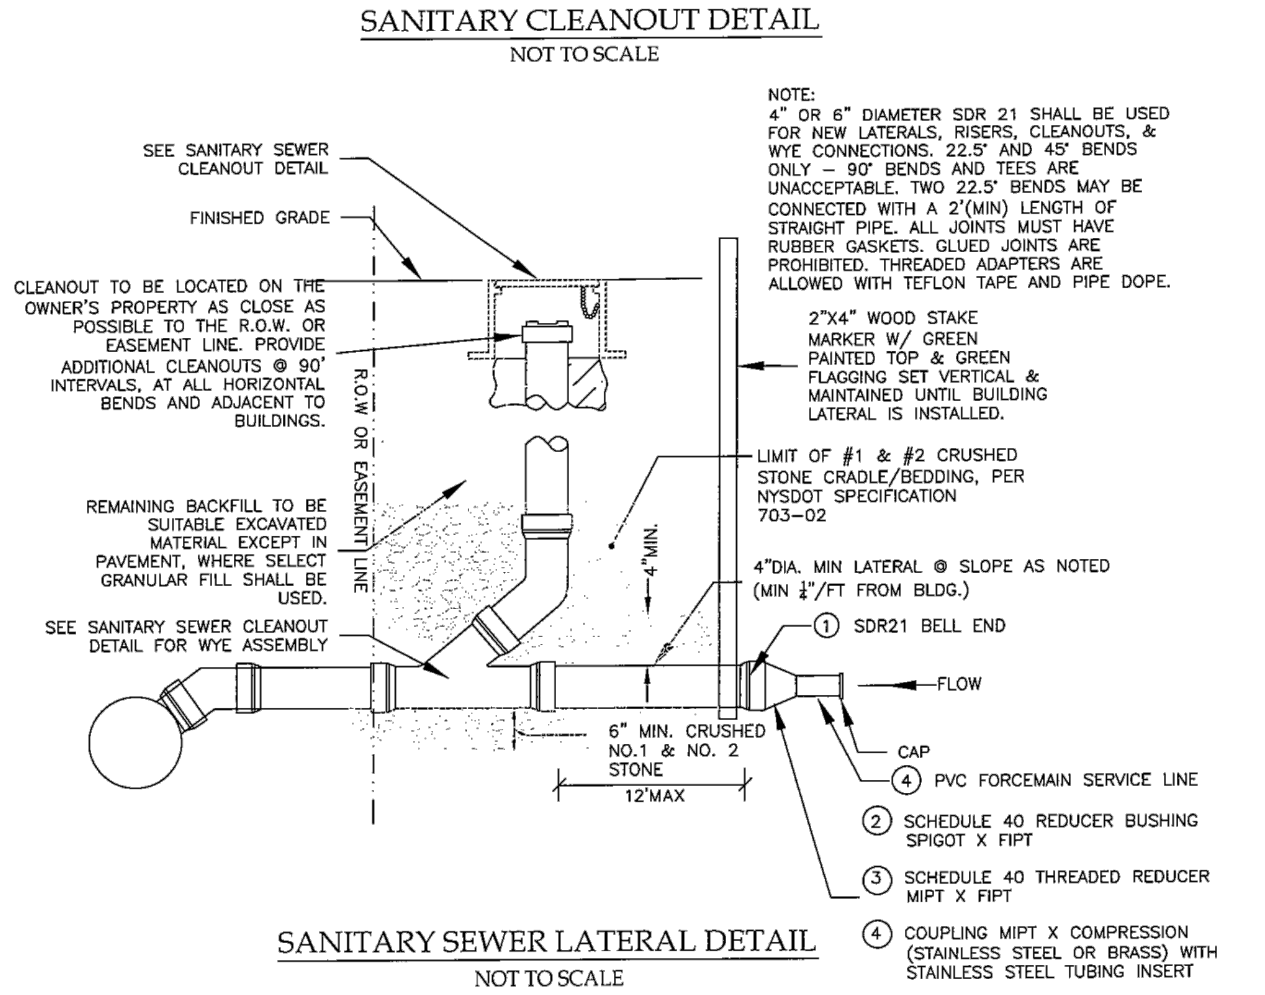 SANITARY CLEANOUT DETAIL
NOT TO SCALE
NOTE:
4" OR 6" DIAMETER SDR 21 SHALL BE USED
FOR NEW LATERALS, RISERS, CLEANOUTS, &
WYE CONNECTIONS. 22.5° AND 45° BENDS
ONLY – 90° BENDS AND TEES ARE
UNACCEPTABLE. TWO 22.5° BENDS MAY BE
CONNECTED WITH A 2'(MIN) LENGTH OF
STRAIGHT PIPE. ALL JOINTS MUST HAVE
RUBBER GASKETS. GLUED JOINTS ARE
PROHIBITED. THREADED ADAPTERS ARE
ALLOWED WITH TEFLON TAPE AND PIPE DOPE.
SEE SANITARY SEWER
CLEANOUT DETAIL
FINISHED GRADE
CLEANOUT TO BE LOCATED ON THE
OWNER'S PROPERTY AS CLOSE AS
POSSIBLE TO THE R.O.W. OR
EASEMENT LINE. PROVIDE
ADDITIONAL CLEANOUTS @ 90'
INTERVALS, AT ALL HORIZONTAL
BENDS AND ADJACENT TO
BUILDINGS.
R.O.W OR EASEMENT LINE
2"X4" WOOD STAKE
MARKER W/ GREEN
PAINTED TOP & GREEN
FLAGGING SET VERTICAL &
MAINTAINED UNTIL BUILDING
LATERAL IS INSTALLED.
LIMIT OF #1 & #2 CRUSHED
STONE CRADLE/BEDDING, PER
NYSDOT SPECIFICATION
703–02
REMAINING BACKFILL TO BE
SUITABLE EXCAVATED
MATERIAL EXCEPT IN
PAVEMENT, WHERE SELECT
GRANULAR FILL SHALL BE
USED.
4"MIN.
4"DIA. MIN LATERAL @ SLOPE AS NOTED
(MIN ¼"/FT FROM BLDG.)
SEE SANITARY SEWER CLEANOUT
DETAIL FOR WYE ASSEMBLY
1 SDR21 BELL END
FLOW
6" MIN. CRUSHED
NO.1 & NO. 2
STONE
12'MAX
CAP
4 PVC FORCEMAIN SERVICE LINE
2 SCHEDULE 40 REDUCER BUSHING
SPIGOT X FIPT
3 SCHEDULE 40 THREADED REDUCER
MIPT X FIPT
4 COUPLING MIPT X COMPRESSION
(STAINLESS STEEL OR BRASS) WITH
STAINLESS STEEL TUBING INSERT
SANITARY SEWER LATERAL DETAIL
NOT TO SCALE